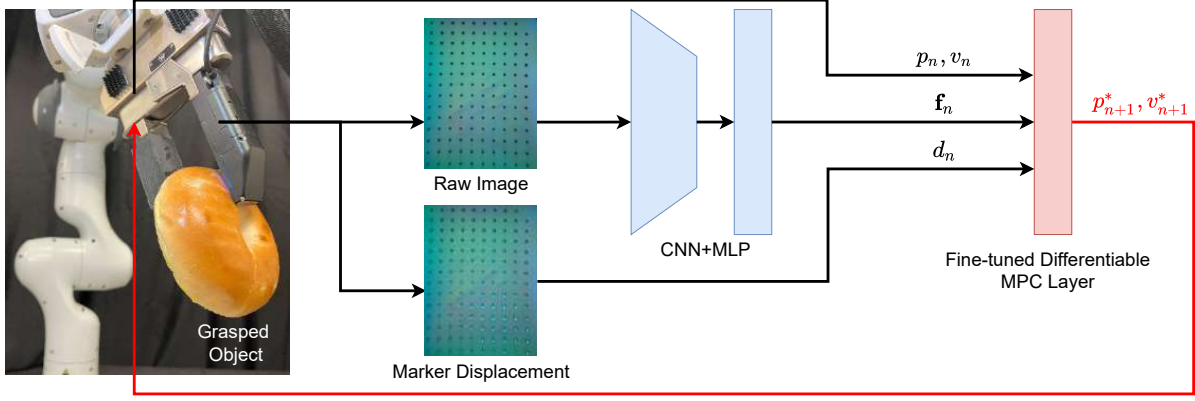 p_n, v_n
f_n
d_n
p*_{n+1}, v*_{n+1}
Raw Image
CNN+MLP
Fine-tuned Differentiable
MPC Layer
Grasped
Object
Marker Displacement